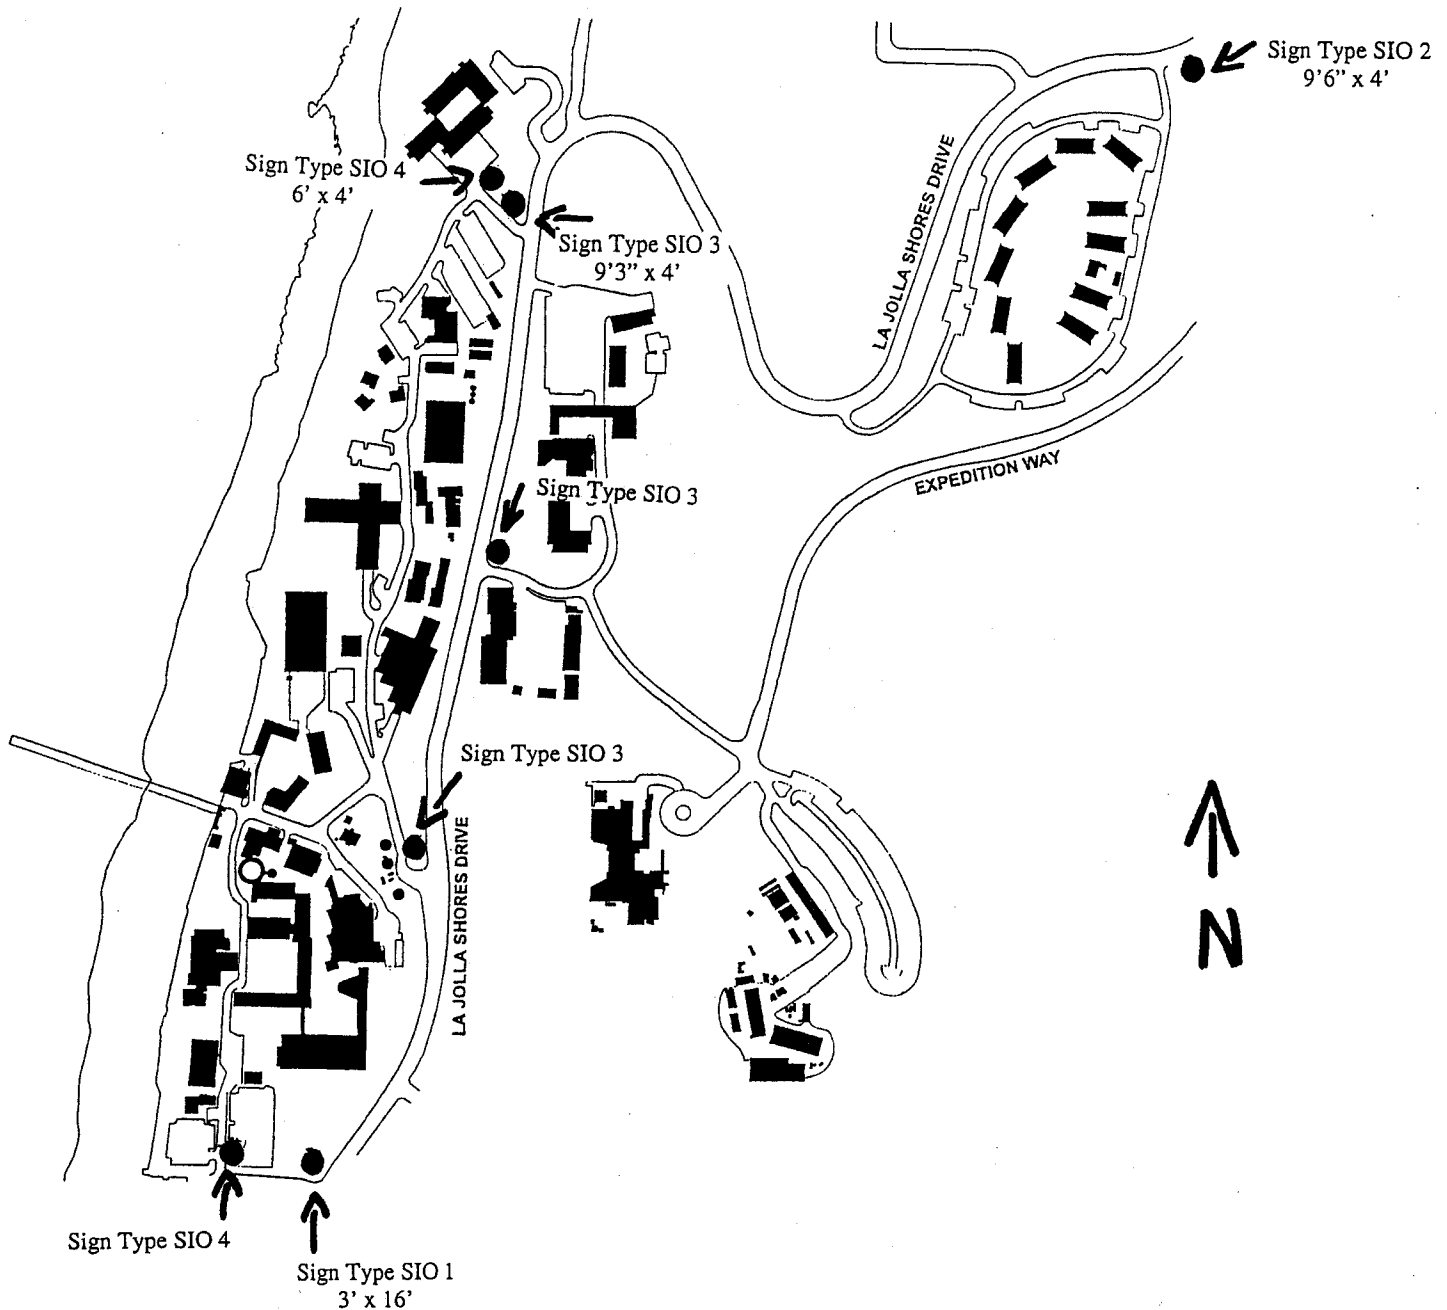 Sign Type SIO 2
9'6" x 4'
Sign Type SIO 4
6' x 4'
LA JOLLA SHORES DRIVE
Sign Type SIO 3
9'3" x 4'
EXPEDITION WAY
Sign Type SIO 3
Sign Type SIO 3
LA JOLLA SHORES DRIVE
N
Sign Type SIO 4
Sign Type SIO 1
3' x 16'